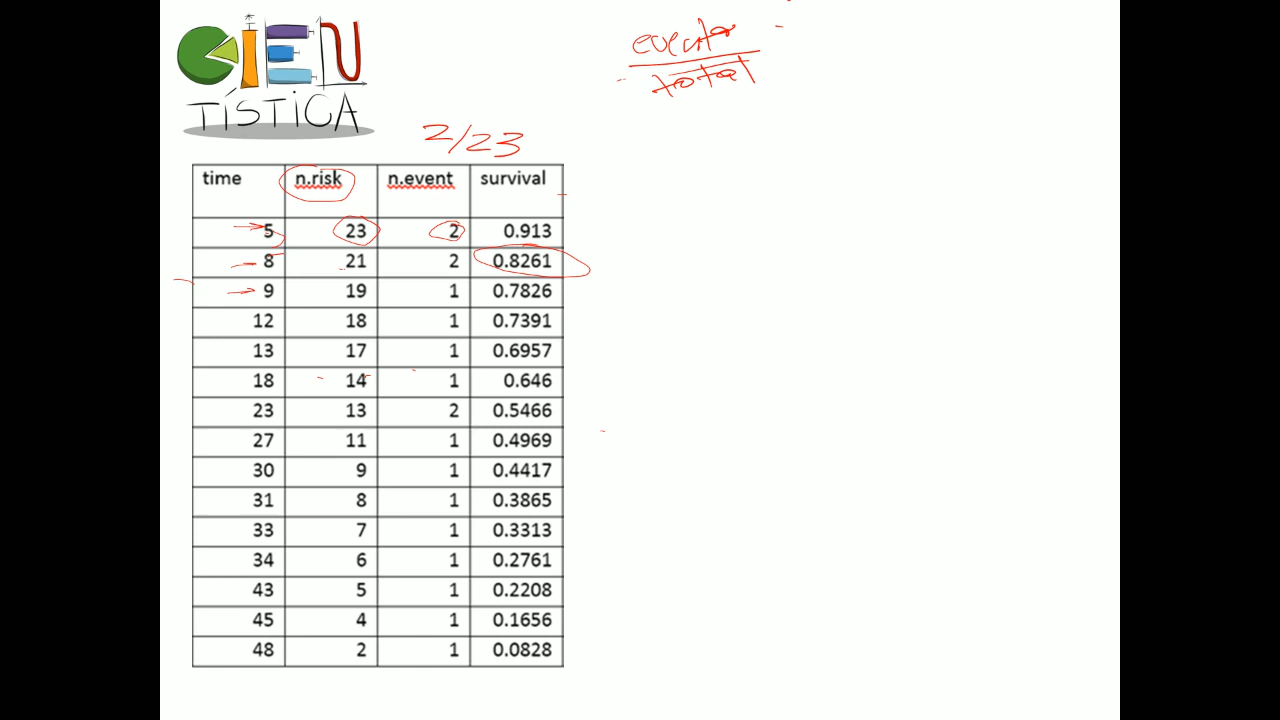 CIEN
TÍSTICA
evento
total
2/23
time n.risk n.event survival
5 23 2 0.913
8 21 2 0.8261
9 19 1 0.7826
12 18 1 0.7391
13 17 1 0.6957
18 14 1 0.646
23 13 2 0.5466
27 11 1 0.4969
30 9 1 0.4417
31 8 1 0.3865
33 7 1 0.3313
34 6 1 0.2761
43 5 1 0.2208
45 4 1 0.1656
48 2 1 0.0828